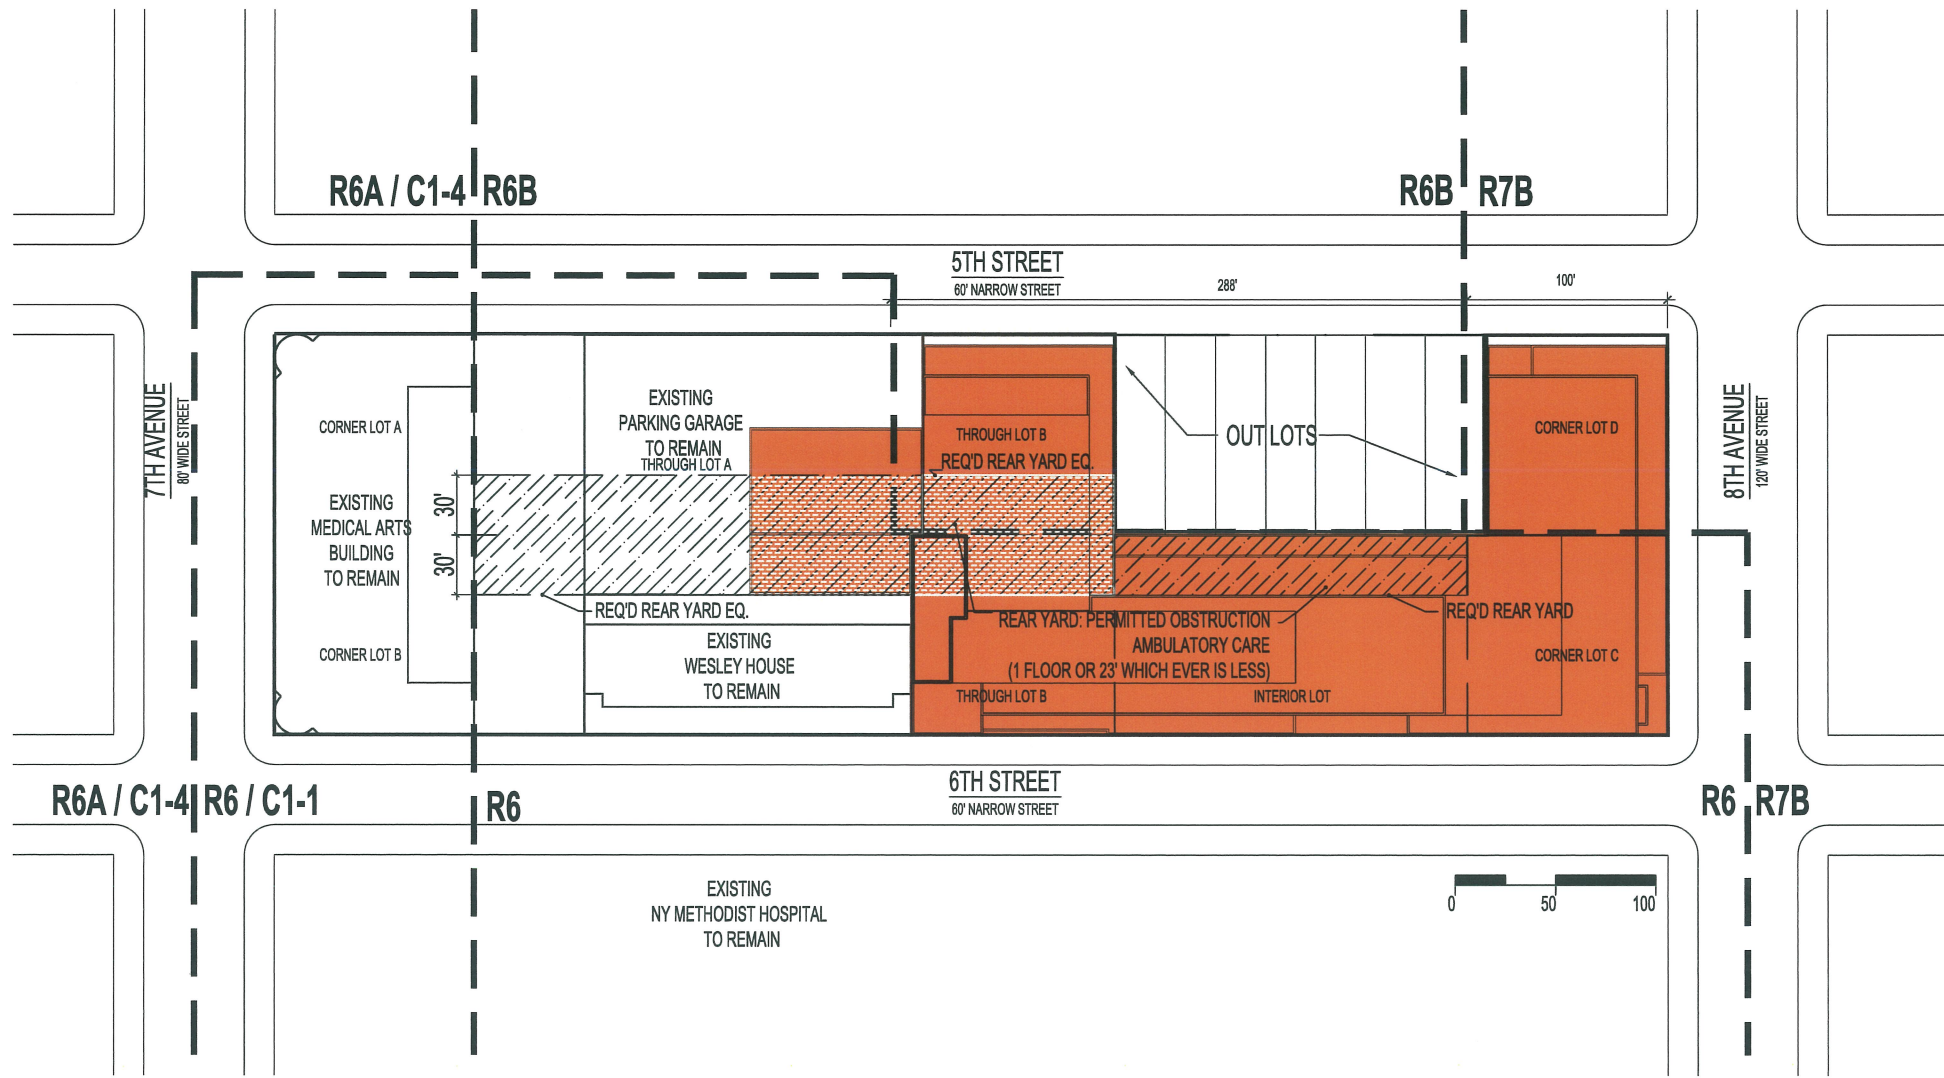 R6A / C1-4
R6B
R6B
R7B
5TH STREET
60' NARROW STREET
288'
100'
7TH AVENUE
80' WIDE STREET
8TH AVENUE
120' WIDE STREET
CORNER LOT A
EXISTING
PARKING GARAGE
TO REMAIN
THROUGH LOT A
THROUGH LOT B
REQ'D REAR YARD EQ.
OUT LOTS
CORNER LOT D
EXISTING
MEDICAL ARTS
BUILDING
TO REMAIN
30'
30'
REQ'D REAR YARD EQ.
REAR YARD: PERMITTED OBSTRUCTION
AMBULATORY CARE
(1 FLOOR OR 23' WHICH EVER IS LESS)
REQ'D REAR YARD
CORNER LOT B
EXISTING
WESLEY HOUSE
TO REMAIN
THROUGH LOT B
INTERIOR LOT
CORNER LOT C
6TH STREET
60' NARROW STREET
R6A / C1-4
R6 / C1-1
R6
R6
R7B
EXISTING
NY METHODIST HOSPITAL
TO REMAIN
0
50
100